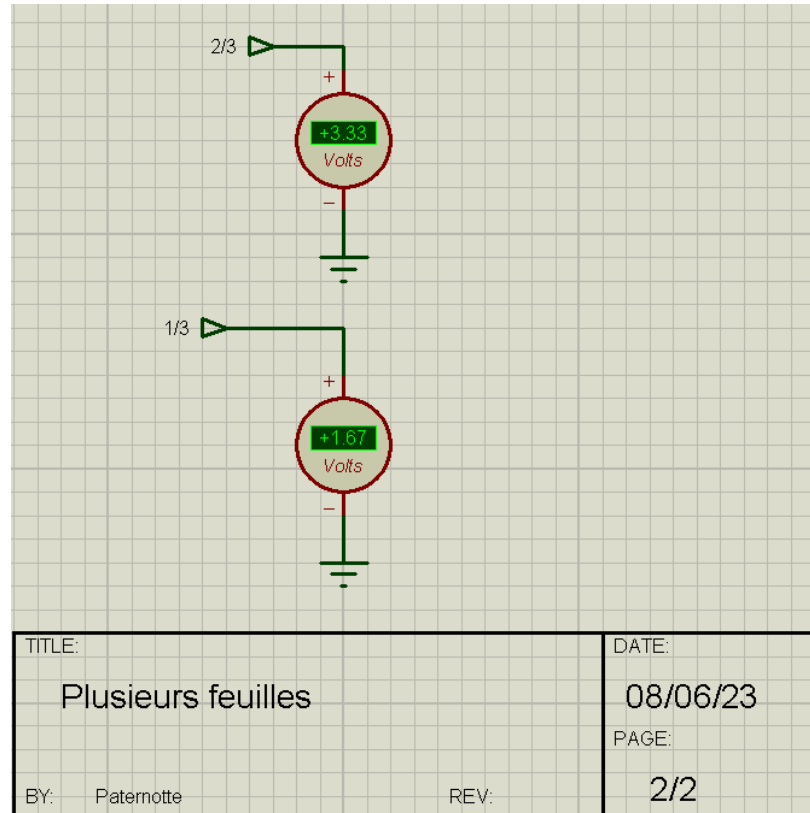 2/3
+
+3.33
Volts
−
1/3
+
+1.67
Volts
−
TITLE:
Plusieurs feuilles
DATE:
08/06/23
PAGE:
2/2
BY: Paternotte REV: